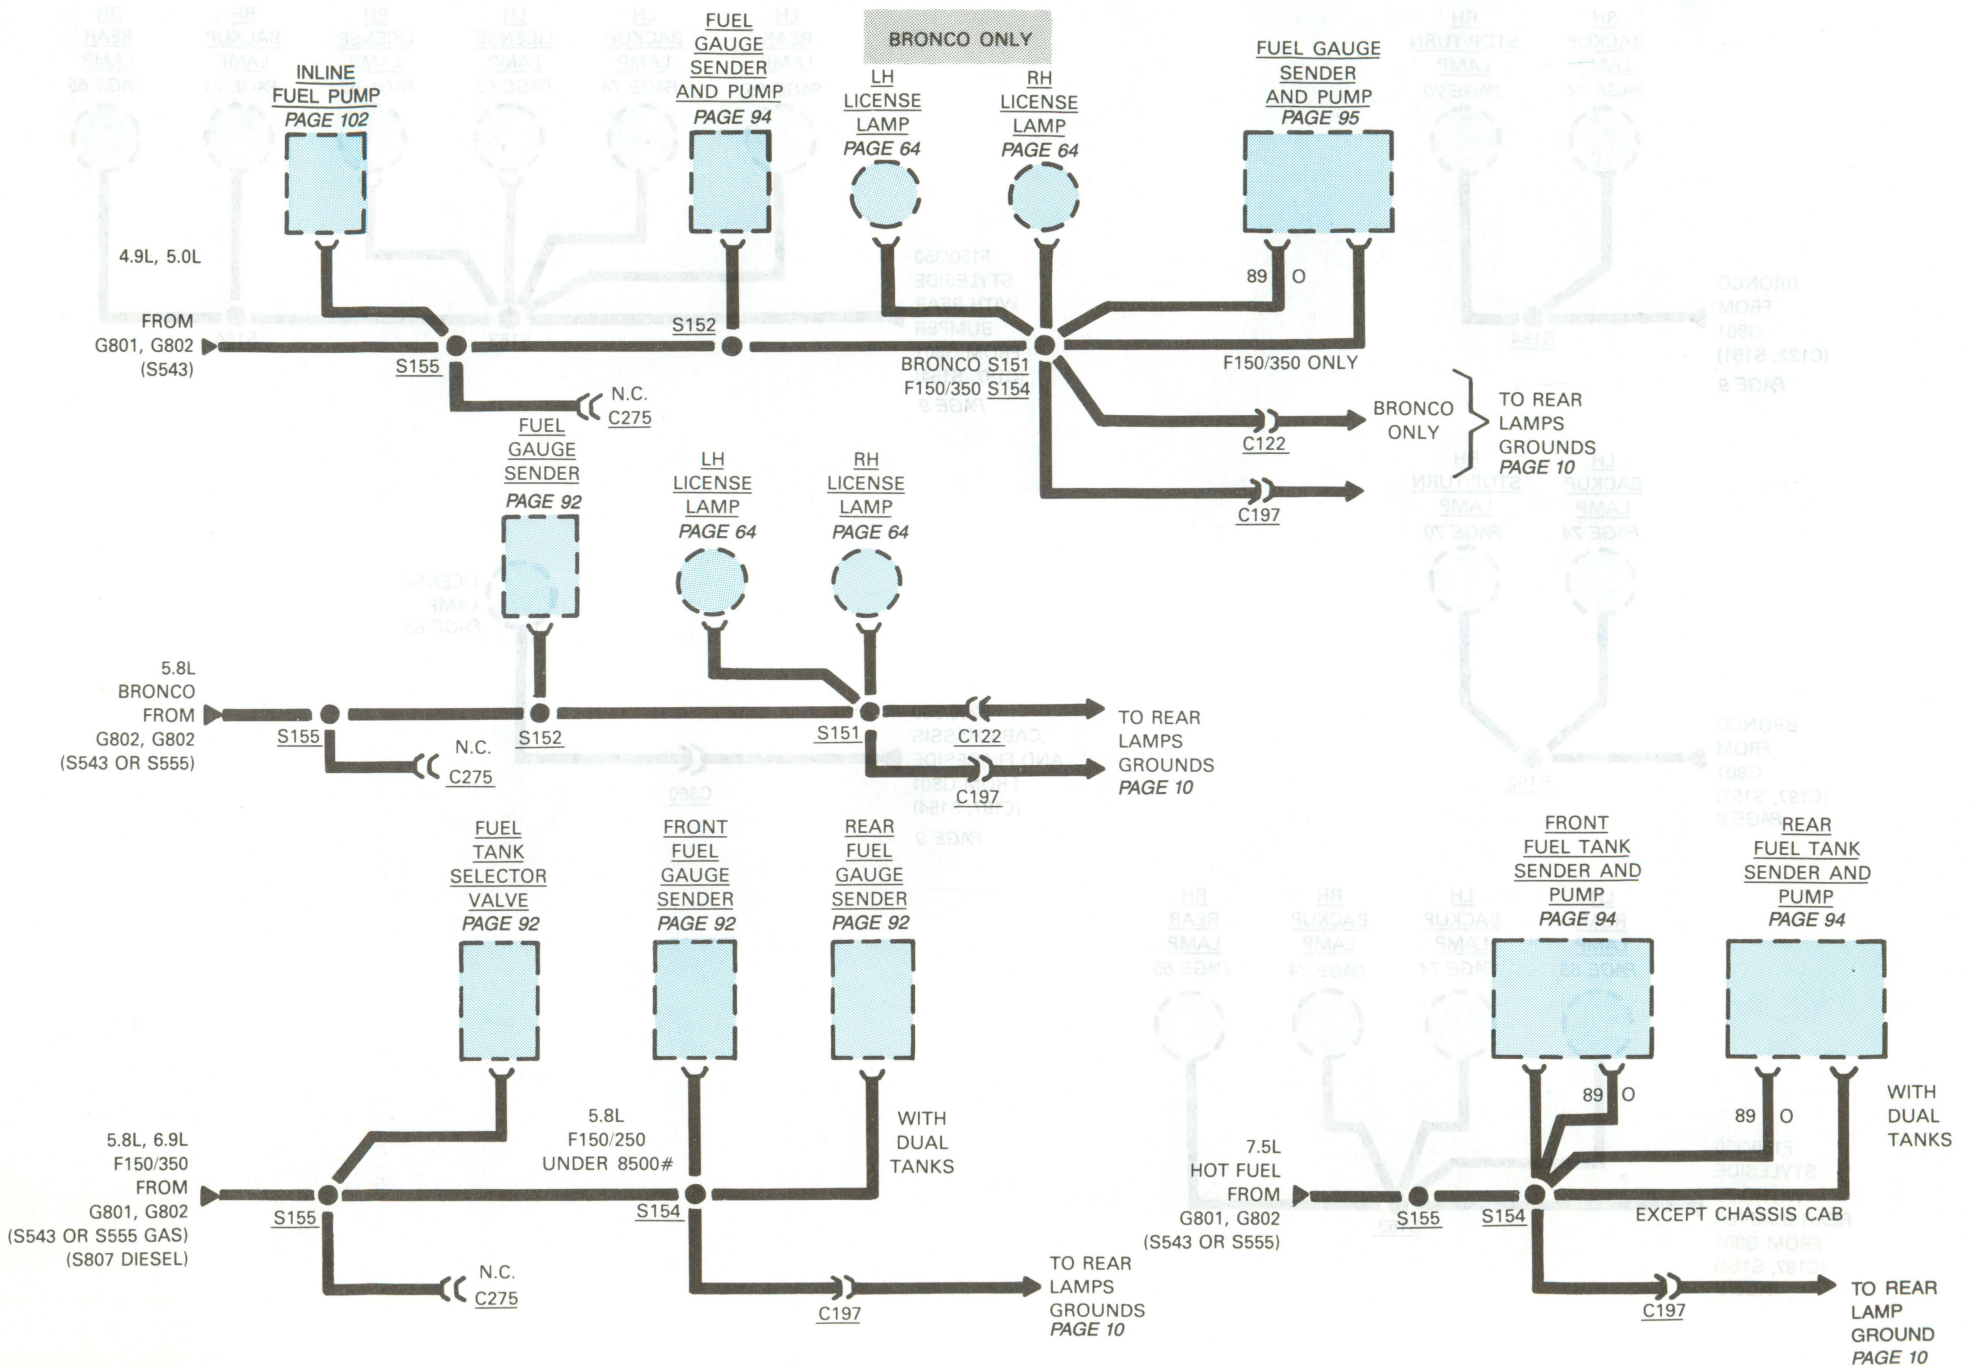 BRONCO ONLY
INLINE
FUEL PUMP
PAGE 102
FUEL
GAUGE
SENDER
AND PUMP
PAGE 94
LH
LICENSE
LAMP
PAGE 64
RH
LICENSE
LAMP
PAGE 64
FUEL GAUGE
SENDER
AND PUMP
PAGE 95
4.9L, 5.0L
FROM
G801, G802
(S543)
S155
N.C.
C275
S152
BRONCO S151
F150/350 S154
89 O
F150/350 ONLY
C122
C197
BRONCO
ONLY
TO REAR
LAMPS
GROUNDS
PAGE 10
FUEL
GAUGE
SENDER
PAGE 92
LH
LICENSE
LAMP
PAGE 64
RH
LICENSE
LAMP
PAGE 64
5.8L
BRONCO
FROM
G802, G802
(S543 OR S555)
S155
N.C.
C275
S152
S151
C122
C197
TO REAR
LAMPS
GROUNDS
PAGE 10
FUEL
TANK
SELECTOR
VALVE
PAGE 92
FRONT
FUEL
GAUGE
SENDER
PAGE 92
REAR
FUEL
GAUGE
SENDER
PAGE 92
5.8L, 6.9L
F150/350
FROM
G801, G802
(S543 OR S555 GAS)
(S807 DIESEL)
S155
N.C.
C275
5.8L
F150/250
UNDER 8500#
S154
WITH
DUAL
TANKS
C197
TO REAR
LAMPS
GROUNDS
PAGE 10
FRONT
FUEL TANK
SENDER AND
PUMP
PAGE 94
REAR
FUEL TANK
SENDER AND
PUMP
PAGE 94
7.5L
HOT FUEL
FROM
G801, G802
(S543 OR S555)
S155
S154
89 O
89 O
WITH
DUAL
TANKS
EXCEPT CHASSIS CAB
C197
TO REAR
LAMP
GROUND
PAGE 10